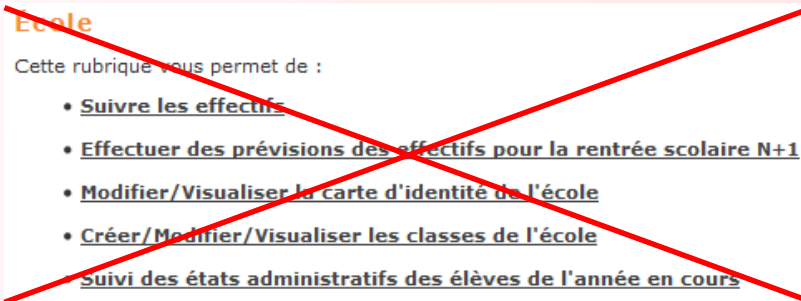 École
Cette rubrique vous permet de :
• Suivre les effectifs
• Effectuer des prévisions des effectifs pour la rentrée scolaire N+1
• Modifier/Visualiser la carte d'identité de l'école
• Créer/Modifier/Visualiser les classes de l'école
• Suivi des états administratifs des élèves de l'année en cours